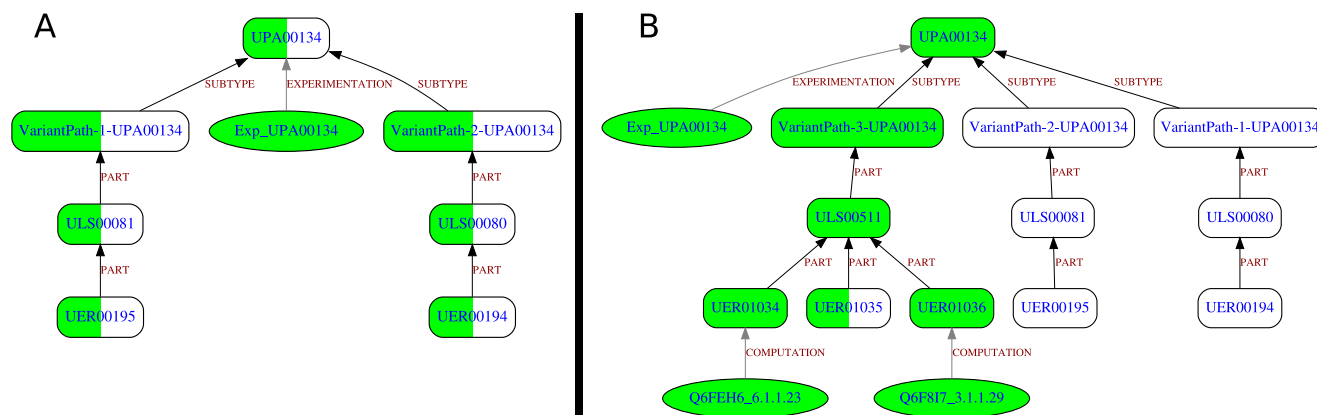 A
UPA00134
SUBTYPE
EXPERIMENTATION
SUBTYPE
VariantPath-1-UPA00134
Exp_UPA00134
VariantPath-2-UPA00134
PART
PART
ULS00081
ULS00080
PART
PART
UER00195
UER00194
B
UPA00134
EXPERIMENTATION
SUBTYPE
SUBTYPE
SUBTYPE
Exp_UPA00134
VariantPath-3-UPA00134
VariantPath-2-UPA00134
VariantPath-1-UPA00134
PART
PART
PART
ULS00511
ULS00081
ULS00080
PART
PART
PART
PART
PART
UER01034
UER01035
UER01036
UER00195
UER00194
COMPUTATION
COMPUTATION
Q6FEH6_6.1.1.23
Q6F8I7_3.1.1.29